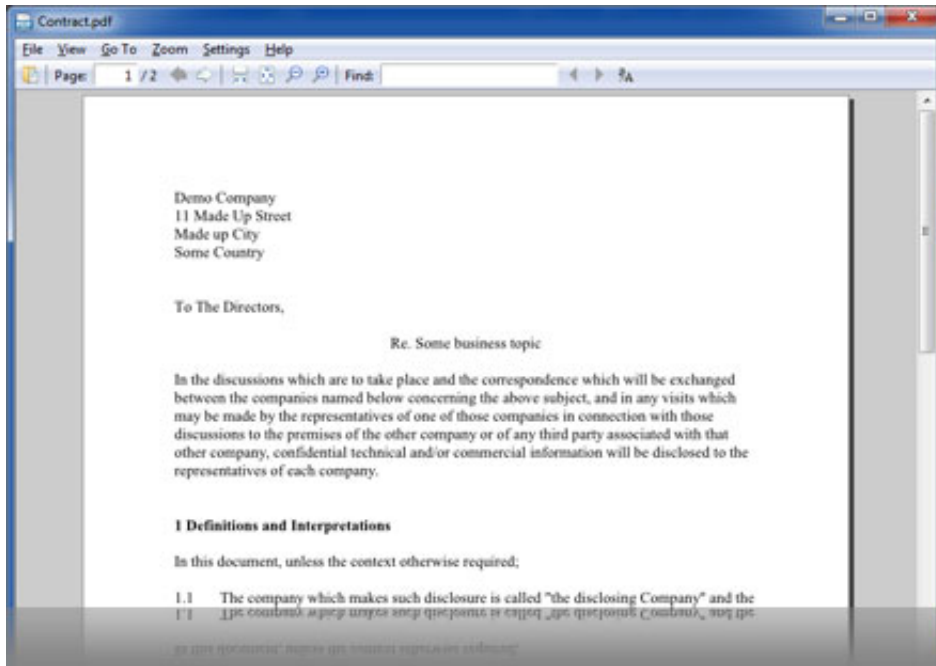 Contract.pdf
File View Go To Zoom Settings Help
Page: 1 / 2 Find:
Demo Company
11 Made Up Street
Made up City
Some Country
To The Directors,
Re. Some business topic
In the discussions which are to take place and the correspondence which will be exchanged
between the companies named below concerning the above subject, and in any visits which
may be made by the representatives of one of those companies in connection with those
discussions to the premises of the other company or of any third party associated with that
other company, confidential technical and/or commercial information will be disclosed to the
representatives of each company.
1 Definitions and Interpretations
In this document, unless the context otherwise required;
1.1 The company which makes such disclosure is called "the disclosing Company" and the